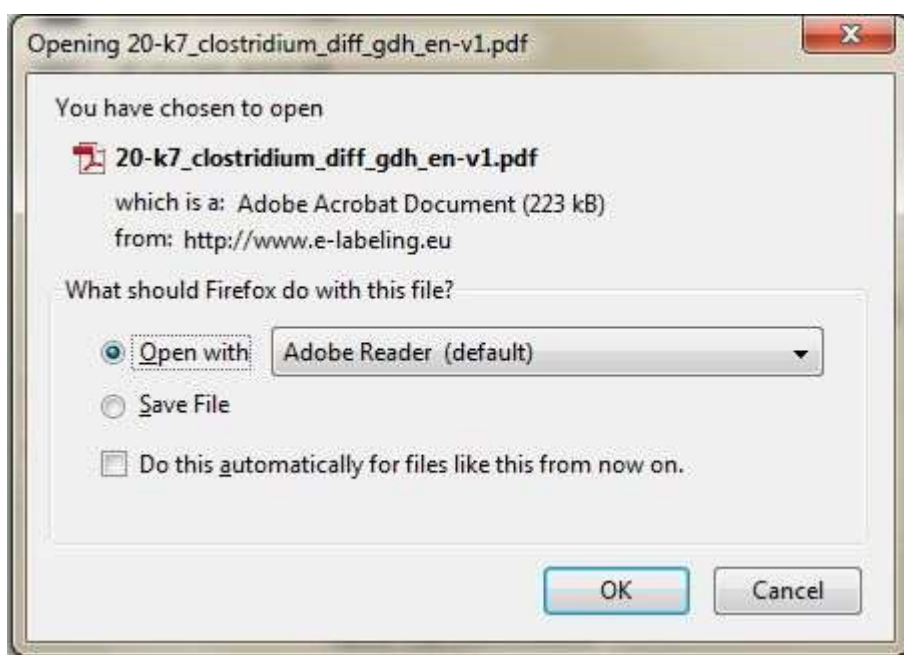 Opening 20-k7_clostridium_diff_gdh_en-v1.pdf
You have chosen to open
20-k7_clostridium_diff_gdh_en-v1.pdf
which is a: Adobe Acrobat Document (223 kB)
from: http://www.e-labeling.eu
What should Firefox do with this file?
Open with Adobe Reader (default)
Save File
Do this automatically for files like this from now on.
OK Cancel